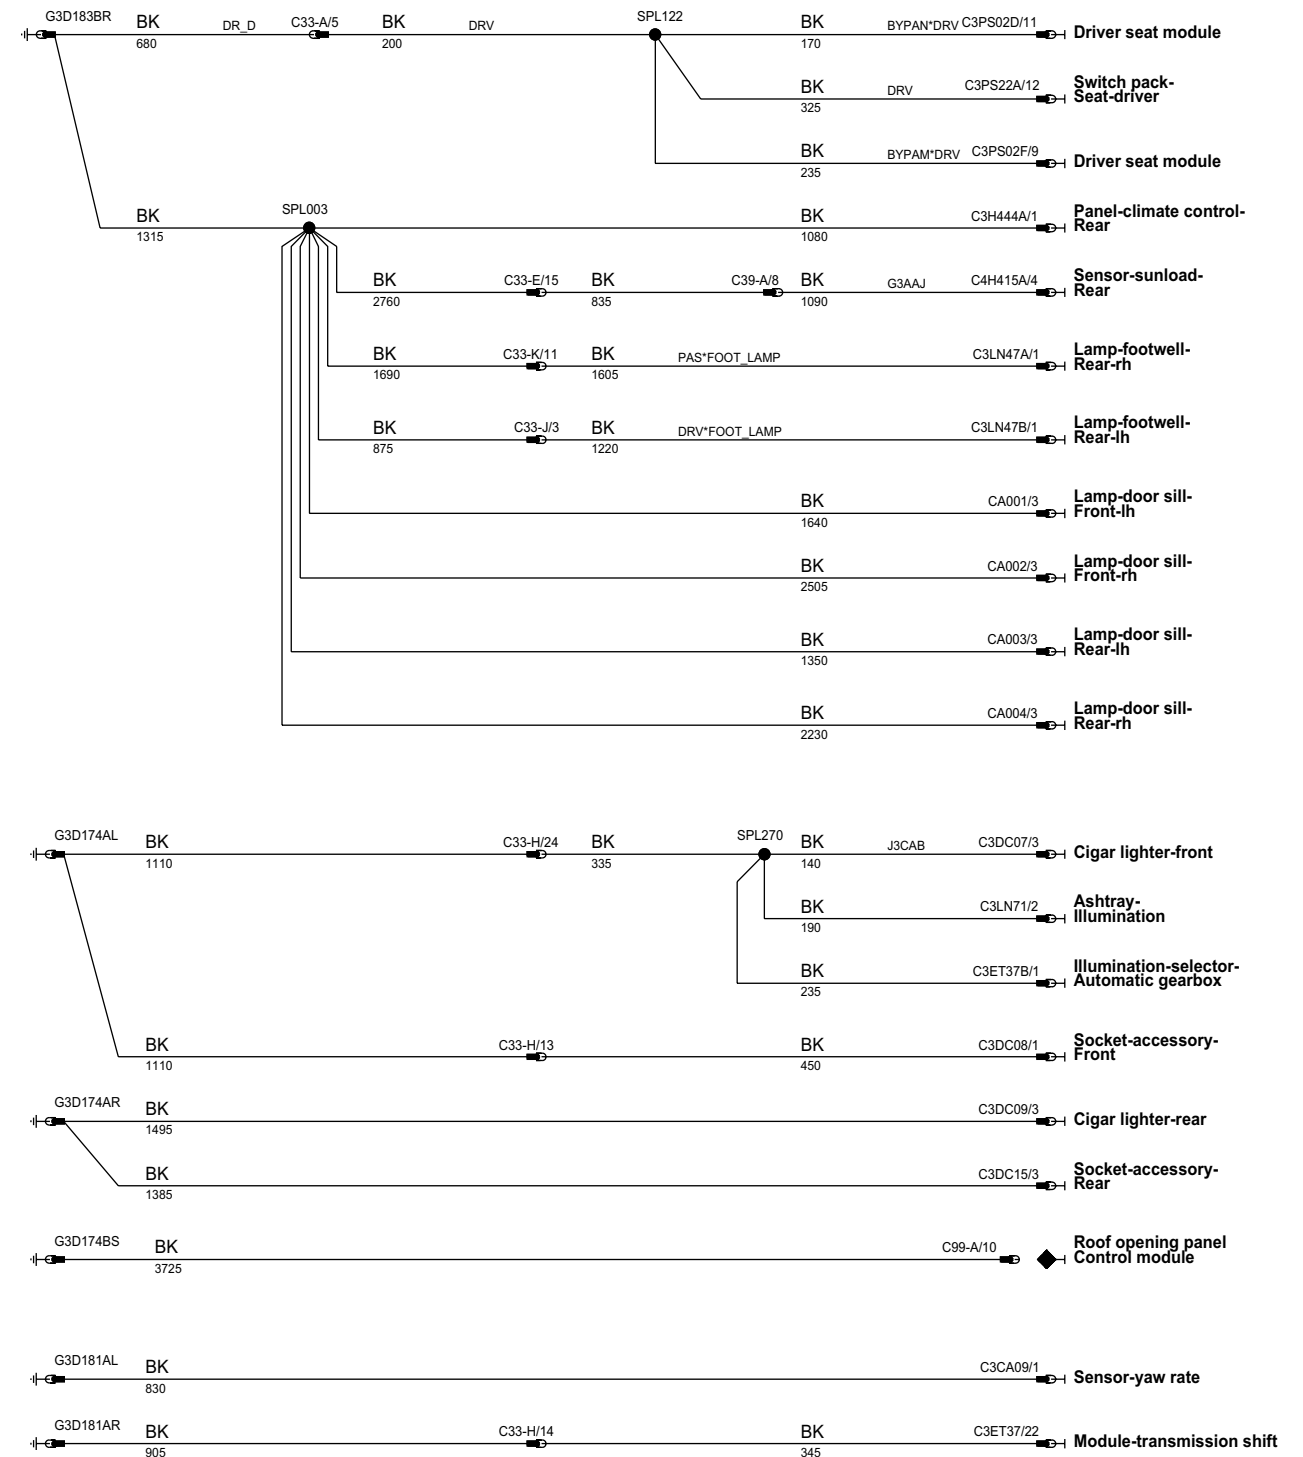 G3D183BR BK DR_D C33-A/5 BK DRV SPL122 BK BYPAN*DRV C3PS02D/11 Driver seat module
680 200 170
BK DRV C3PS22A/12 Switch pack-
Seat-driver
325
BK BYPAM*DRV C3PS02F/9 Driver seat module
235
BK SPL003 BK C3H444A/1 Panel-climate control-
Rear
1315 1080
BK C33-E/15 BK C39-A/8 BK G3AAJ C4H415A/4 Sensor-sunload-
Rear
2760 835 1090
BK C33-K/11 BK PAS*FOOT_LAMP C3LN47A/1 Lamp-footwell-
Rear-rh
1690 1605
BK C33-J/3 BK DRV*FOOT_LAMP C3LN47B/1 Lamp-footwell-
Rear-lh
875 1220
BK CA001/3 Lamp-door sill-
Front-lh
1640
BK CA002/3 Lamp-door sill-
Front-rh
2505
BK CA003/3 Lamp-door sill-
Rear-lh
1350
BK CA004/3 Lamp-door sill-
Rear-rh
2230
G3D174AL BK C33-H/24 BK SPL270 BK J3CAB C3DC07/3 Cigar lighter-front
1110 335 140
BK C3LN71/2 Ashtray-
Illumination
190
BK C3ET37B/1 Illumination-selector-
Automatic gearbox
235
BK C33-H/13 BK C3DC08/1 Socket-accessory-
Front
1110 450
G3D174AR BK C3DC09/3 Cigar lighter-rear
1495
BK C3DC15/3 Socket-accessory-
Rear
1385
G3D174BS BK C99-A/10 Roof opening panel
Control module
3725
G3D181AL BK C3CA09/1 Sensor-yaw rate
830
G3D181AR BK C33-H/14 BK C3ET37/22 Module-transmission shift
905 345